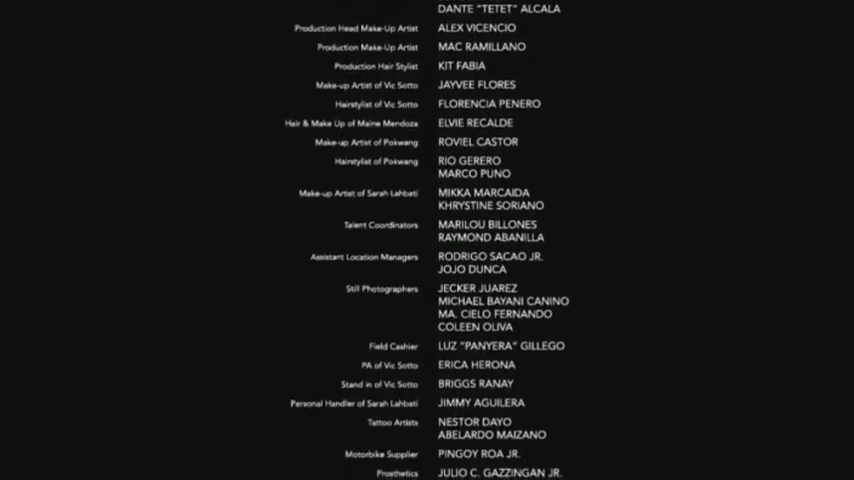 DANTE "TETET" ALCALA
Production Head Make-Up Artist ALEX VICENCIO
Production Make-Up Artist MAC RAMILLANO
Production Hair Stylist KIT FABIA
Make-up Artist of Vic Sotto JAYVEE FLORES
Hairstylist of Vic Sotto FLORENCIA PENERO
Hair & Make Up of Maine Mendoza ELVIE RECALDE
Make-up Artist of Pokwang ROVIEL CASTOR
Hairstylist of Pokwang RIO GERERO
MARCO PUNO
Make-up Artist of Sarah Lahbati MIKKA MARCAIDA
KHRYSTINE SORIANO
Talent Coordinators MARILOU BILLONES
RAYMOND ABANILLA
Assistant Location Managers RODRIGO SACAO JR.
JOJO DUNCA
Still Photographers JECKER JUAREZ
MICHAEL BAYANI CANINO
MA. CIELO FERNANDO
COLEEN OLIVA
Field Cashier LUZ "PANYERA" GILLEGO
PA of Vic Sotto ERICA HERONA
Stand in of Vic Sotto BRIGGS RANAY
Personal Handler of Sarah Lahbati JIMMY AGUILERA
Tattoo Artists NESTOR DAYO
ABELARDO MAIZANO
Motorbike Supplier PINGOY ROA JR.
Prosthetics JULIO C. GAZZINGAN JR.